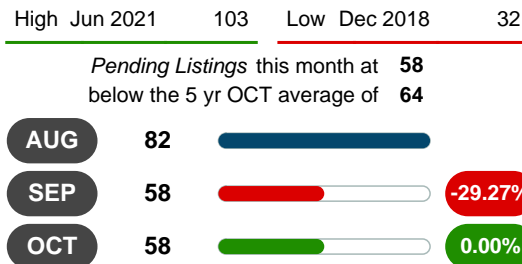 High Jun 2021 103 Low Dec 2018 32
Pending Listings this month at 58
below the 5 yr OCT average of 64
AUG 82
SEP 58 -29.27%
OCT 58 0.00%